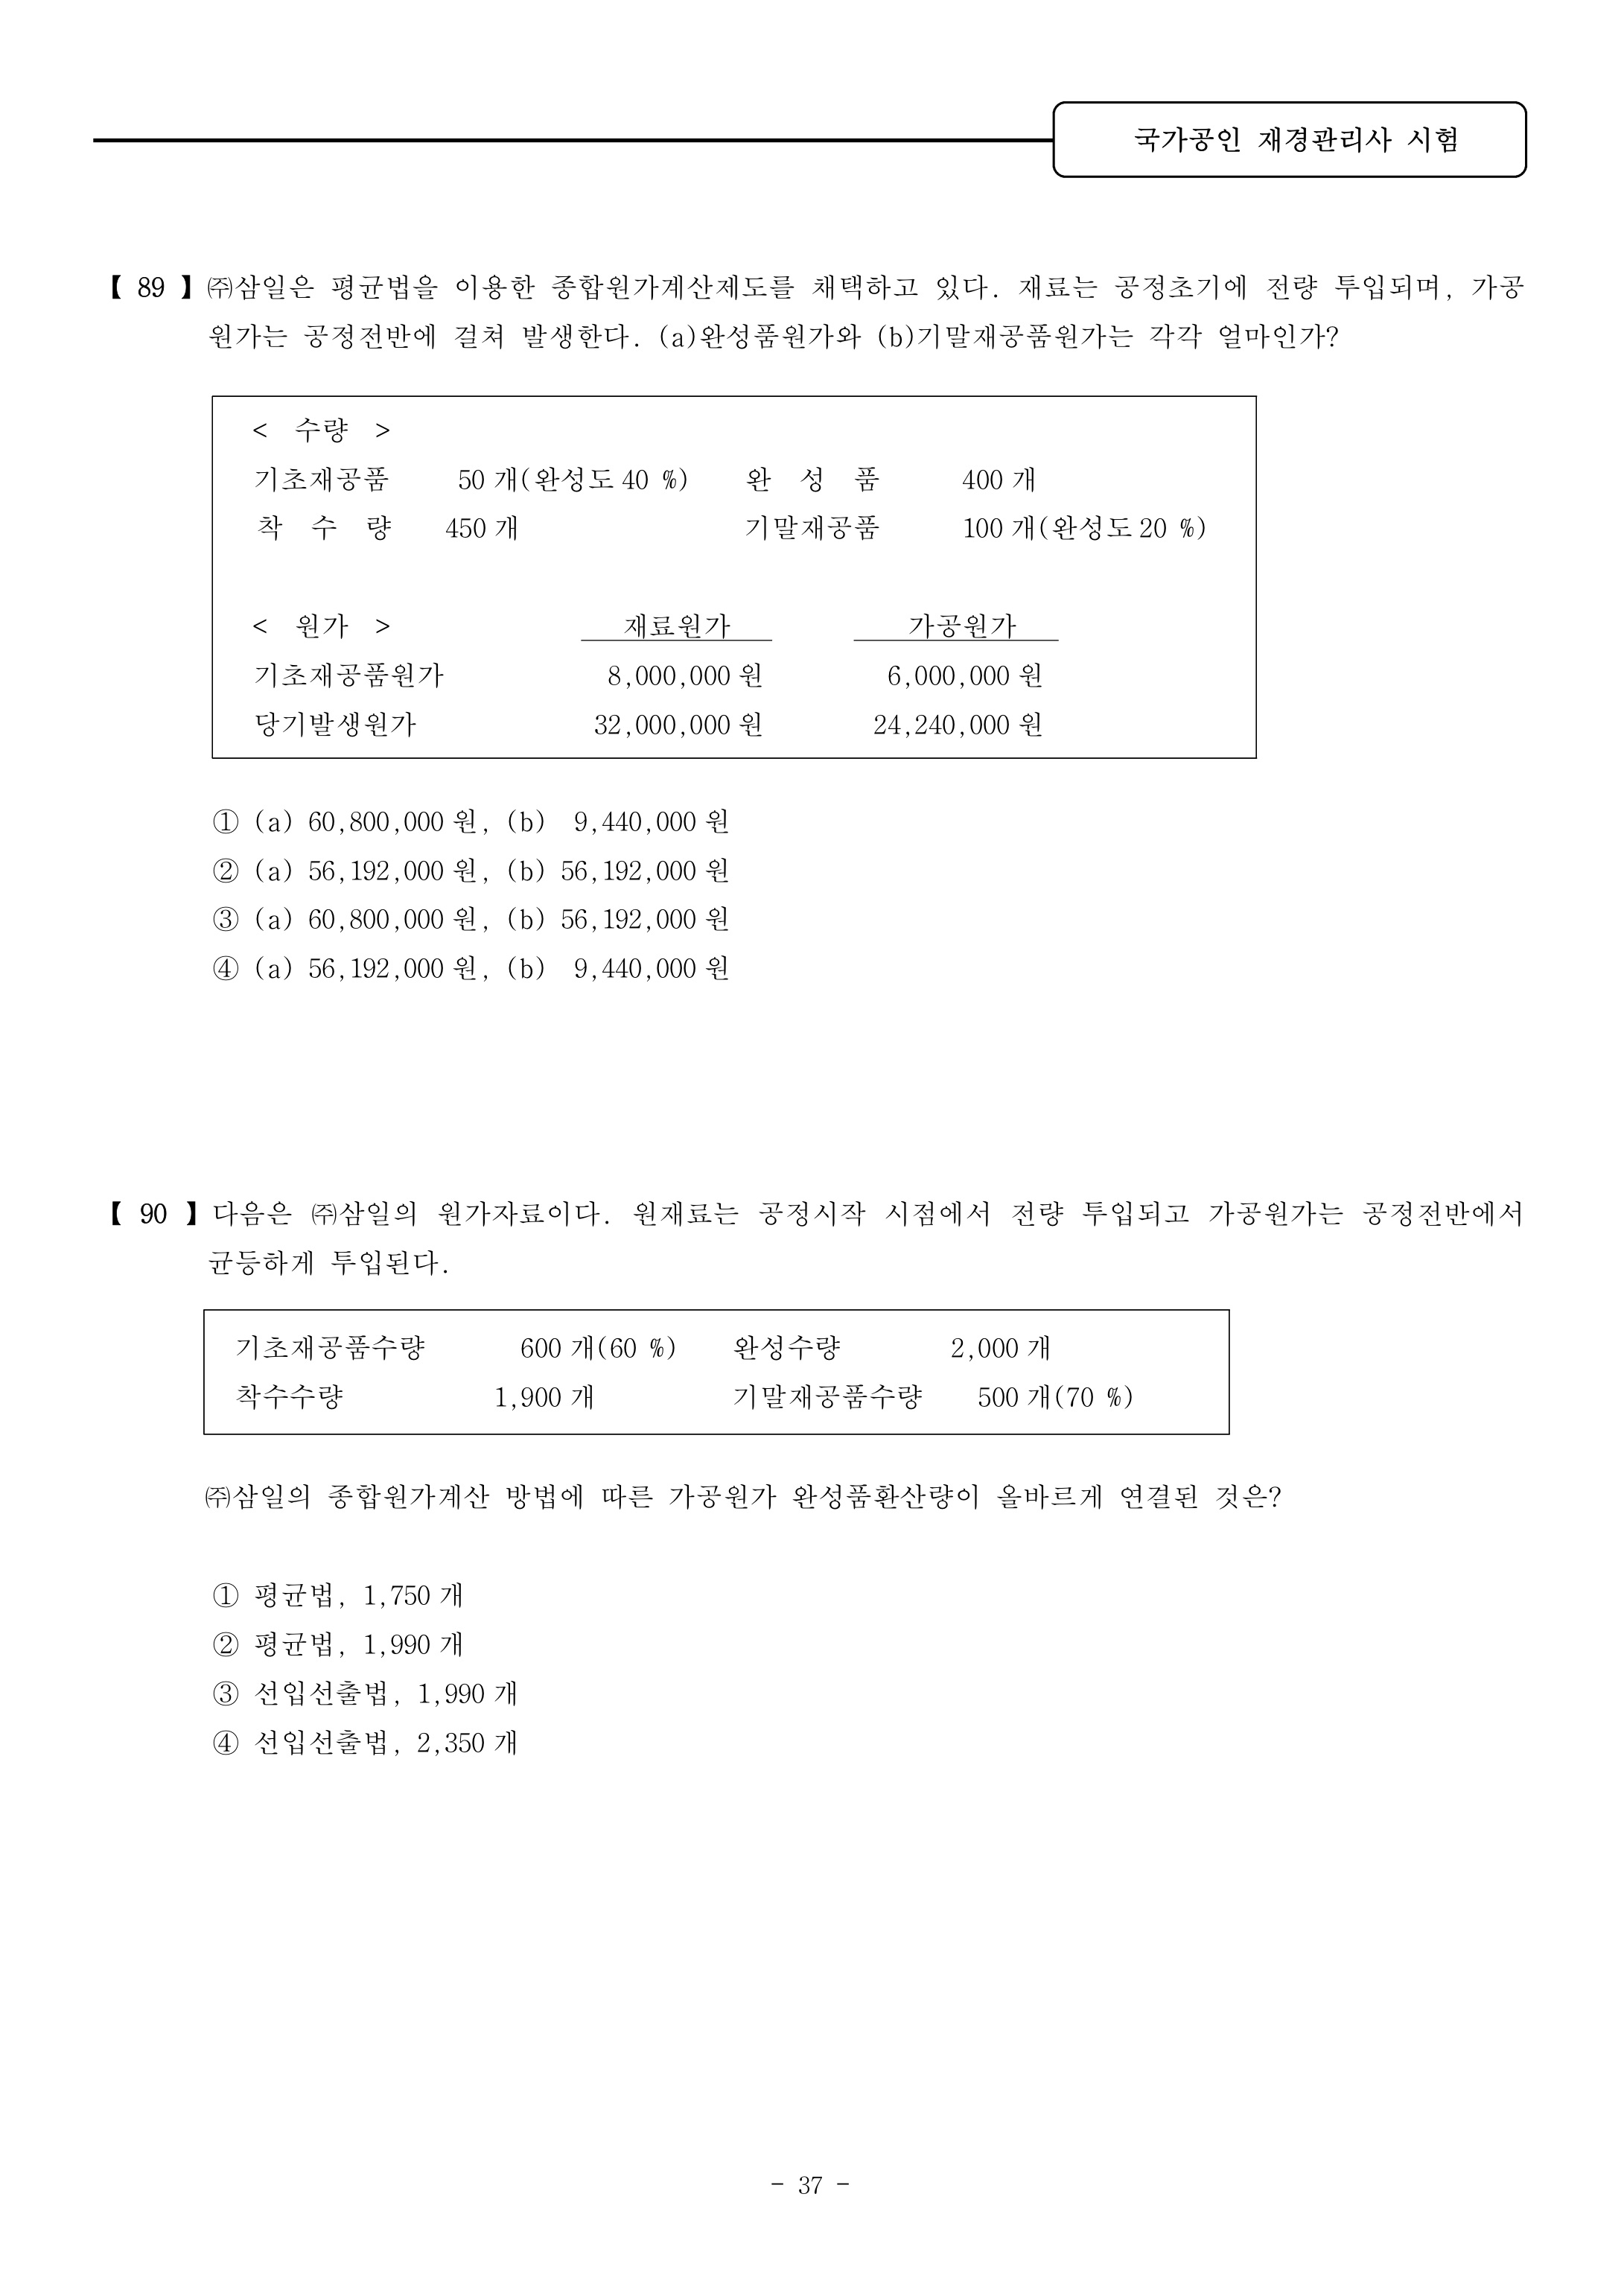 국가공인 재경관리사 시험
【 89 】 ㈜삼일은 평균법을 이용한 종합원가계산제도를 채택하고 있다. 재료는 공정초기에 전량 투입되며, 가공
원가는 공정전반에 걸쳐 발생한다. (a)완성품원가와 (b)기말재공품원가는 각각 얼마인가?
< 수량 >
기초재공품 50 개(완성도 40 %) 완 성 품 400 개
착 수 량 450 개 기말재공품 100 개(완성도 20 %)
< 원가 > 재료원가 가공원가
기초재공품원가 8,000,000 원 6,000,000 원
당기발생원가 32,000,000 원 24,240,000 원
① (a) 60,800,000 원, (b) 9,440,000 원
② (a) 56,192,000 원, (b) 56,192,000 원
③ (a) 60,800,000 원, (b) 56,192,000 원
④ (a) 56,192,000 원, (b) 9,440,000 원
【 90 】 다음은 ㈜삼일의 원가자료이다. 원재료는 공정시작 시점에서 전량 투입되고 가공원가는 공정전반에서
균등하게 투입된다.
기초재공품수량 600 개(60 %) 완성수량 2,000 개
착수수량 1,900 개 기말재공품수량 500 개(70 %)
㈜삼일의 종합원가계산 방법에 따른 가공원가 완성품환산량이 올바르게 연결된 것은?
① 평균법, 1,750 개
② 평균법, 1,990 개
③ 선입선출법, 1,990 개
④ 선입선출법, 2,350 개
- 37 -